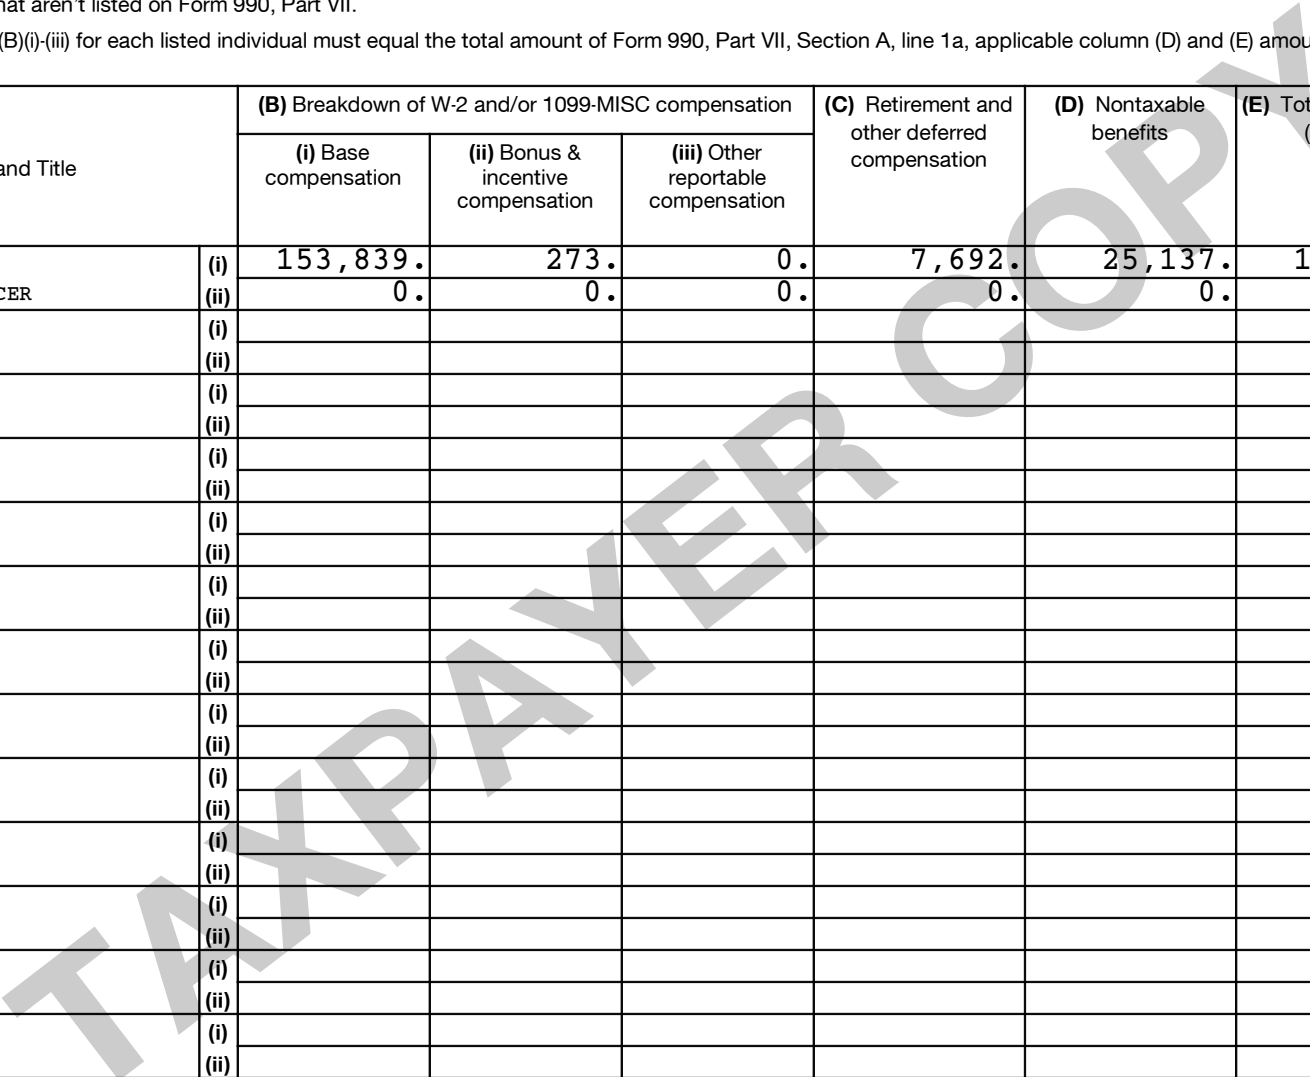 hat aren't listed on Form 990, Part VII.
(B)(i)-(iii) for each listed individual must equal the total amount of Form 990, Part VII, Section A, line 1a, applicable column (D) and (E) amou
and Title
(B) Breakdown of W-2 and/or 1099-MISC compensation
(i) Base
compensation
(ii) Bonus &
incentive
compensation
(iii) Other
reportable
compensation
(C) Retirement and
other deferred
compensation
(D) Nontaxable
benefits
(E) Tot
(
(i) 153,839. 273. 0. 7,692. 25,137. 1
CER (ii) 0. 0. 0. 0. 0.
(i)
(ii)
(i)
(ii)
(i)
(ii)
(i)
(ii)
(i)
(ii)
(i)
(ii)
(i)
(ii)
(i)
(ii)
(i)
(ii)
(i)
(ii)
(i)
(ii)
(i)
(ii)
TAXPAYER COPY